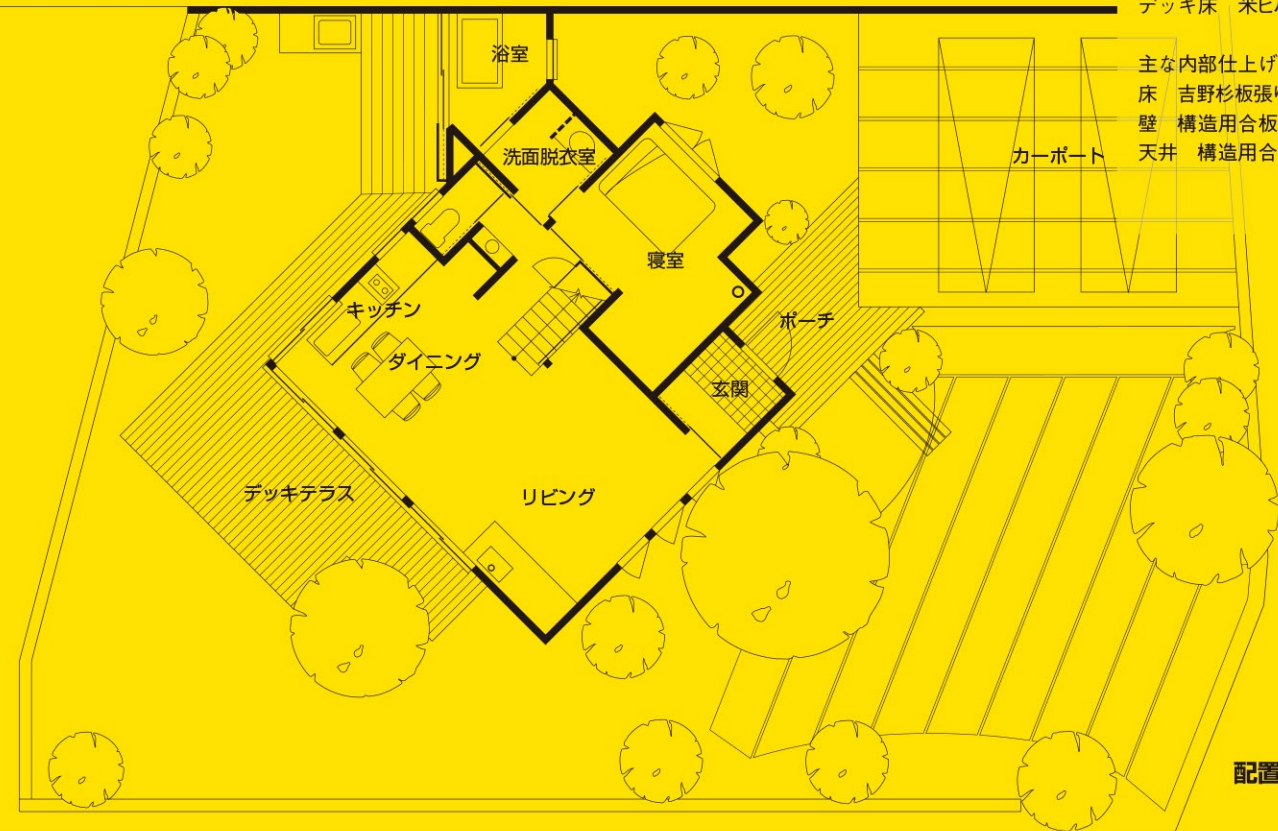 デッキ床 米ヒ
主な内部仕上げ
床 吉野杉板張
壁 構造用合板
天井 構造用合
浴室
洗面脱衣室
カーポート
寝室
キッチン
ポーチ
ダイニング
玄関
デッキテラス
リビング
配置